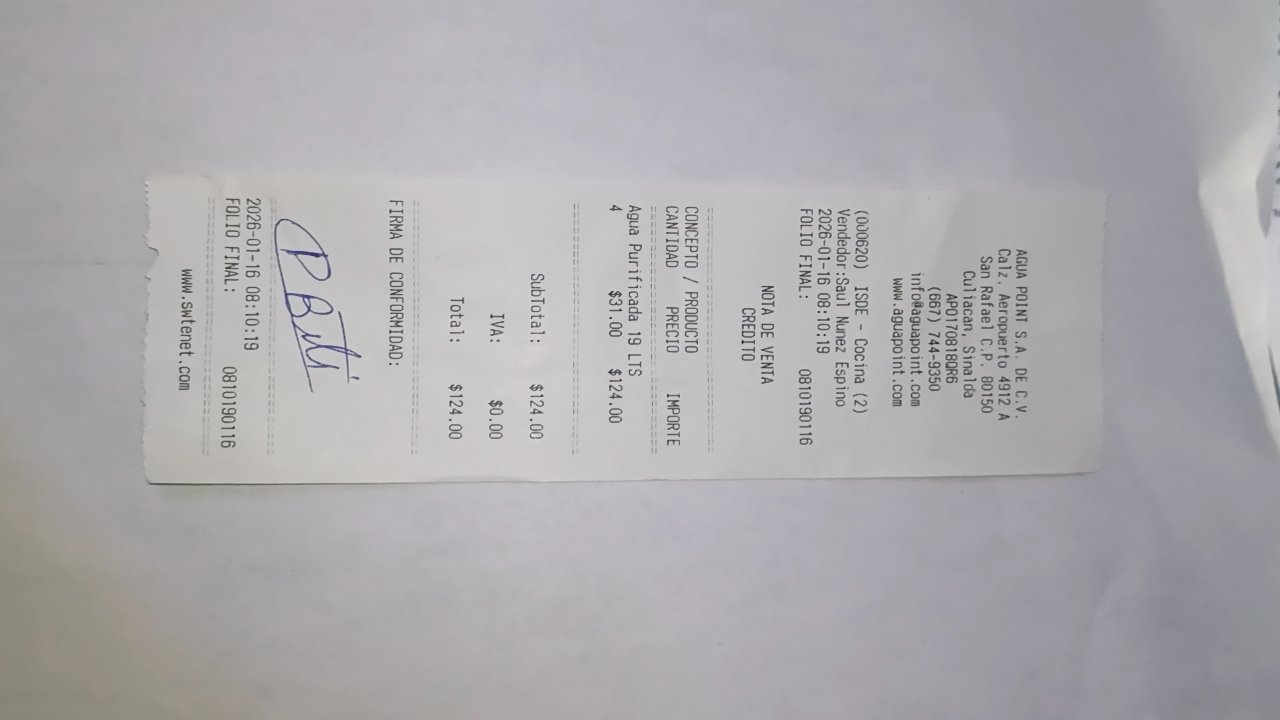 AGUA POINT S.A. DE C.V.
Calz. Aeropuerto 4912 A
San Rafael C.P. 80150
Culiacan, Sinaloa
APO170818QR6
(667) 744-9350
info@aguapoint.com
www.aguapoint.com
(000620) ISDE - Cocina (2)
Vendedor:Saul Nunez Espino
2026-01-16 08:10:19
FOLIO FINAL: 0810190116
NOTA DE VENTA
CREDITO
CONCEPTO / PRODUCTO
CANTIDAD PRECIO IMPORTE
Agua Purificada 19 LTS
4 $31.00 $124.00
SubTotal: $124.00
IVA: $0.00
Total: $124.00
FIRMA DE CONFORMIDAD:
2026-01-16 08:10:19
FOLIO FINAL: 0810190116
www.swtenet.com